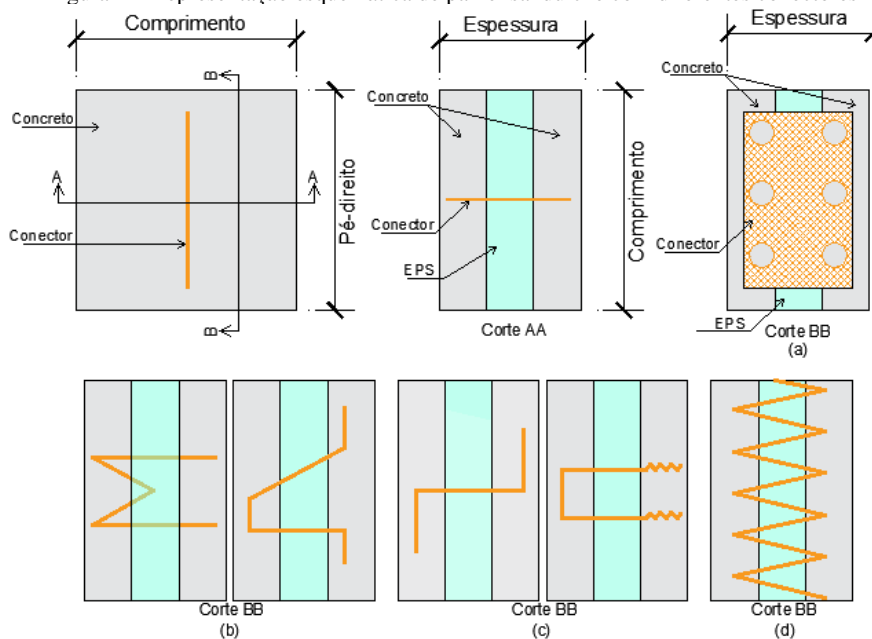 Comprimento
B
Concreto
A
A
Conector
B
Pé-direito
Espessura
Concreto
Conector
EPS
Comprimento
Corte AA
Espessura
Concreto
Conector
EPS
Corte BB
(a)
Corte BB
(b)
Corte BB
(c)
Corte BB
(d)